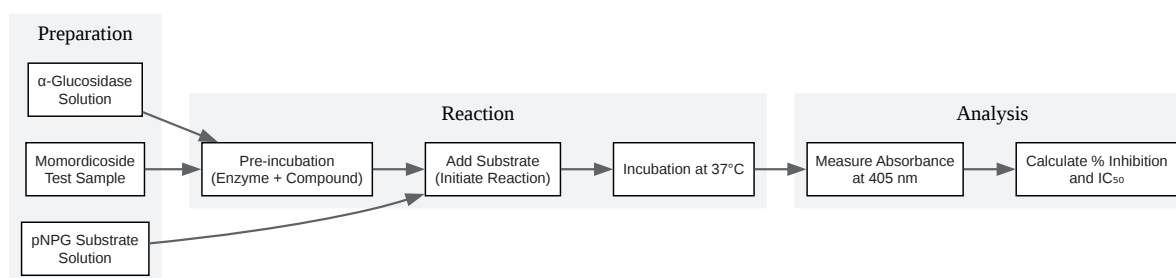 Preparation
α-Glucosidase
Solution
Momordicoside
Test Sample
pNPG Substrate
Solution
Reaction
Pre-incubation
(Enzyme + Compound)
Add Substrate
(Initiate Reaction)
Incubation at 37°C
Analysis
Measure Absorbance
at 405 nm
Calculate % Inhibition
and IC₅₀